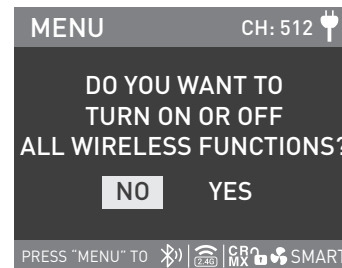 MENU CH: 512
DO YOU WANT TO
TURN ON OR OFF
ALL WIRELESS FUNCTIONS?
NO YES
PRESS "MENU" TO 2.4G CRMX SMART